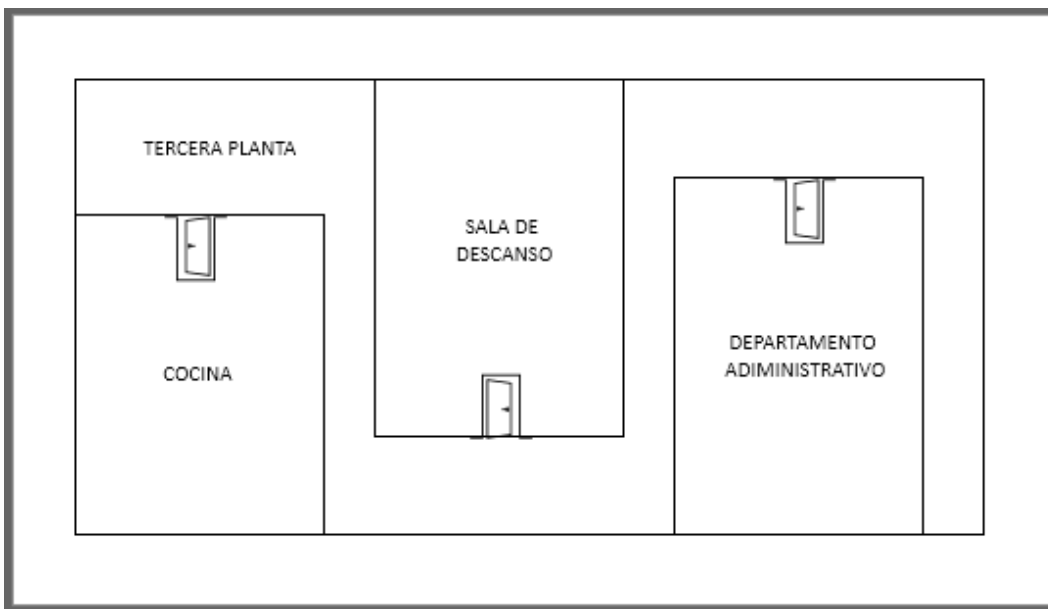 TERCERA PLANTA
SALA DE
DESCANSO
DEPARTAMENTO
ADIMINISTRATIVO
COCINA